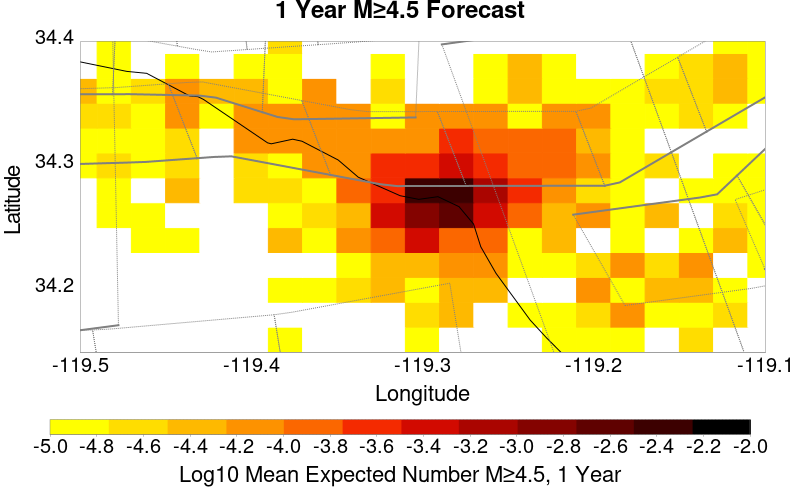 1 Year M≥4.5 Forecast
34.4
34.3
34.2
Latitude
-119.5 -119.4 -119.3 -119.2 -119.1
Longitude
-5.0 -4.8 -4.6 -4.4 -4.2 -4.0 -3.8 -3.6 -3.4 -3.2 -3.0 -2.8 -2.6 -2.4 -2.2 -2.0
Log10 Mean Expected Number M≥4.5, 1 Year